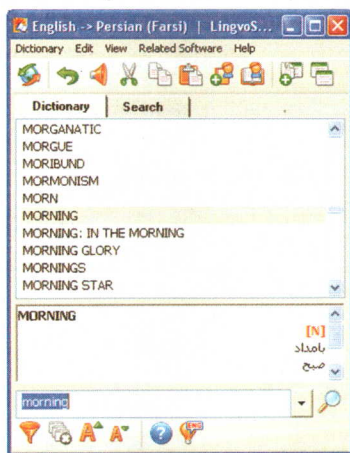 English -> Persian (Farsi) | LingvoS...
Dictionary Edit View Related Software Help
Dictionary Search
MORGANATIC
MORGUE
MORIBUND
MORMONISM
MORN
MORNING
MORNING: IN THE MORNING
MORNING GLORY
MORNINGS
MORNING STAR
MORNING
[N]
بامداد
صبح
morning
A A
ENG